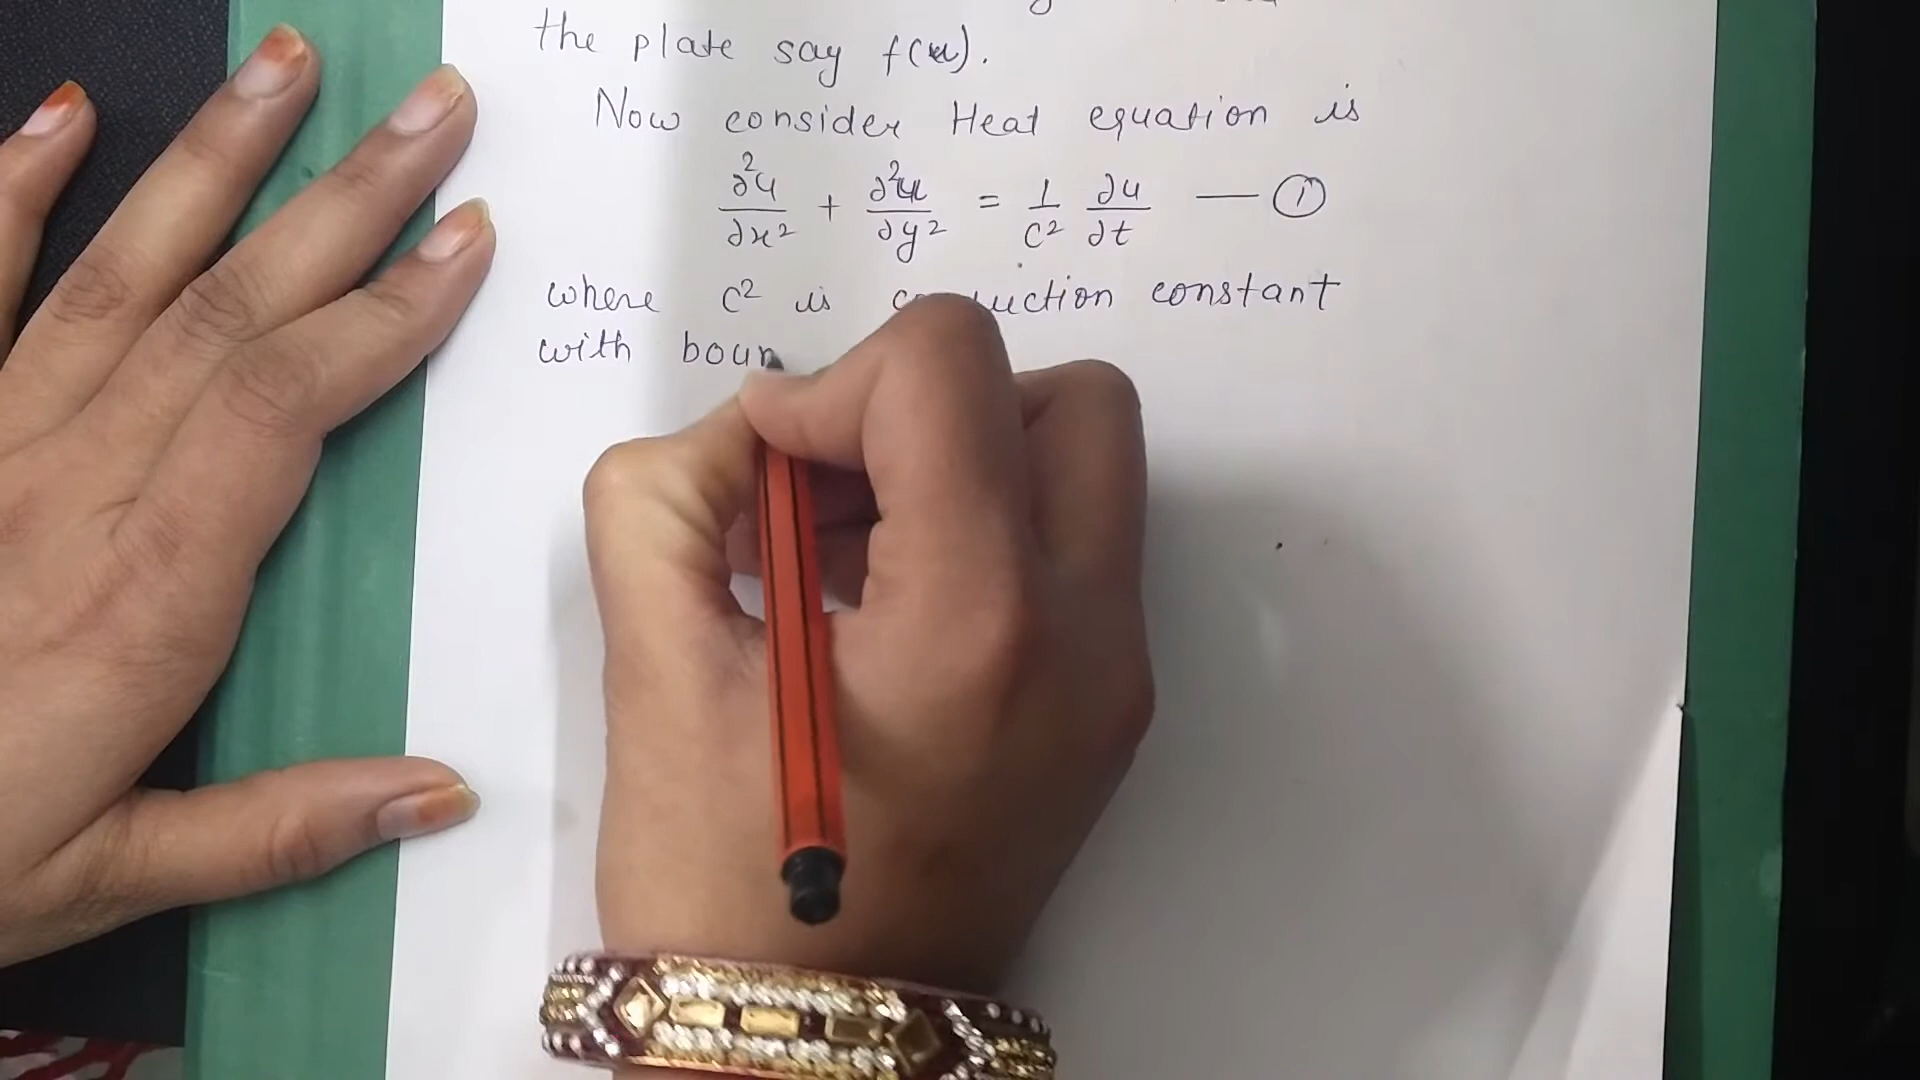 the plate say f(x).
Now consider Heat equation is
∂²u/∂x² + ∂²u/∂y² = 1/c² ∂u/∂t — ①
where c² is constant
with boun